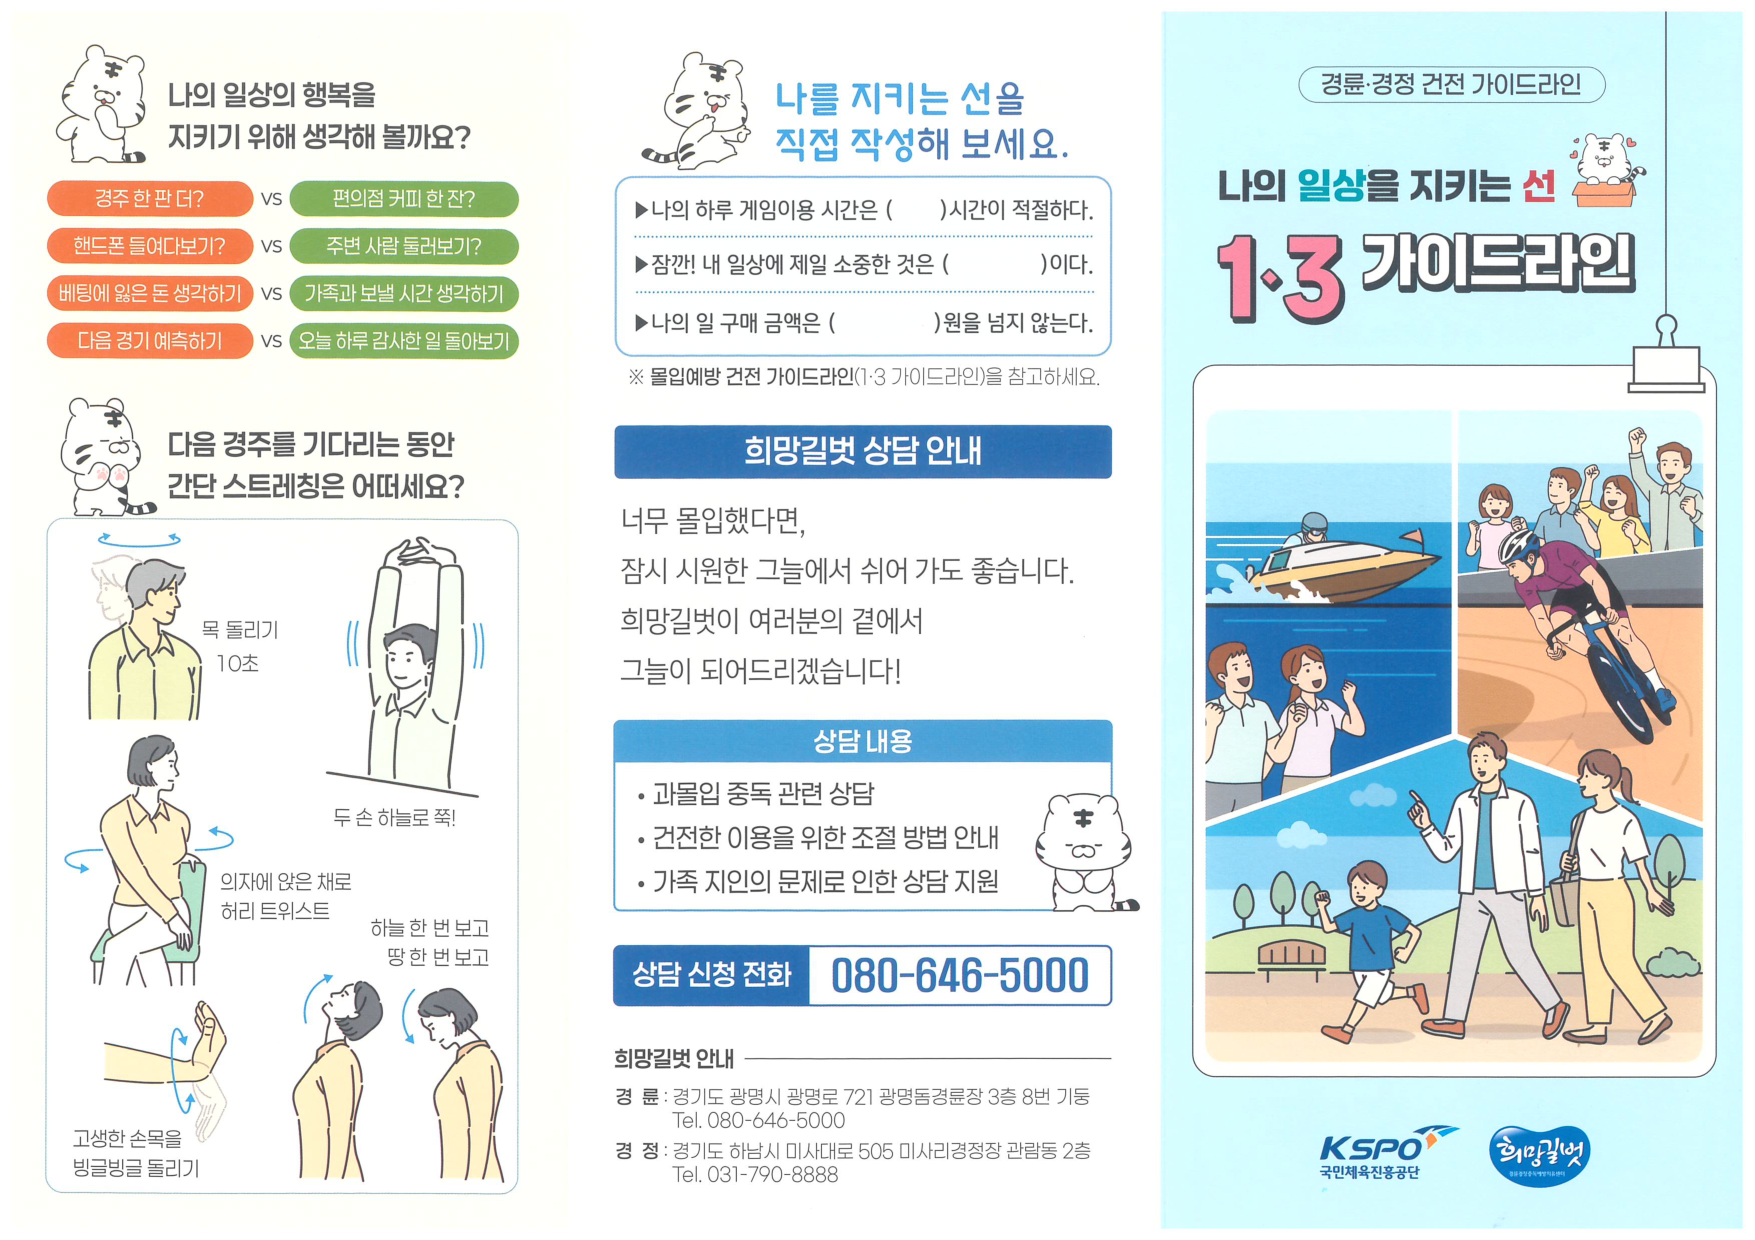 나의 일상의 행복을
지키기 위해 생각해 볼까요?
경주 한 판 더? VS 편의점 커피 한 잔?
핸드폰 들여다보기? VS 주변 사람 둘러보기?
베팅에 잃은 돈 생각하기 VS 가족과 보낼 시간 생각하기
다음 경기 예측하기 VS 오늘 하루 감사한 일 돌아보기
다음 경주를 기다리는 동안
간단 스트레칭은 어떠세요?
목 돌리기
10초
두 손 하늘로 쭉!
의자에 앉은 채로
허리 트위스트
하늘 한 번 보고
땅 한 번 보고
고생한 손목을
빙글빙글 돌리기
나를 지키는 선을
직접 작성해 보세요.
▶나의 하루 게임이용 시간은 ( )시간이 적절하다.
▶잠깐! 내 일상에 제일 소중한 것은 ( )이다.
▶나의 일 구매 금액은 ( )원을 넘지 않는다.
※ 몰입예방 건전 가이드라인(1·3 가이드라인)을 참고하세요.
희망길벗 상담 안내
너무 몰입했다면,
잠시 시원한 그늘에서 쉬어 가도 좋습니다.
희망길벗이 여러분의 곁에서
그늘이 되어드리겠습니다!
상담 내용
• 과몰입 중독 관련 상담
• 건전한 이용을 위한 조절 방법 안내
• 가족 지인의 문제로 인한 상담 지원
상담 신청 전화 080-646-5000
희망길벗 안내
경 륜 : 경기도 광명시 광명로 721 광명돔경륜장 3층 8번 기둥
Tel. 080-646-5000
경 정 : 경기도 하남시 미사대로 505 미사리경정장 관람동 2층
Tel. 031-790-8888
경륜·경정 건전 가이드라인
나의 일상을 지키는 선
1·3 가이드라인
KSPO
국민체육진흥공단
희망길벗